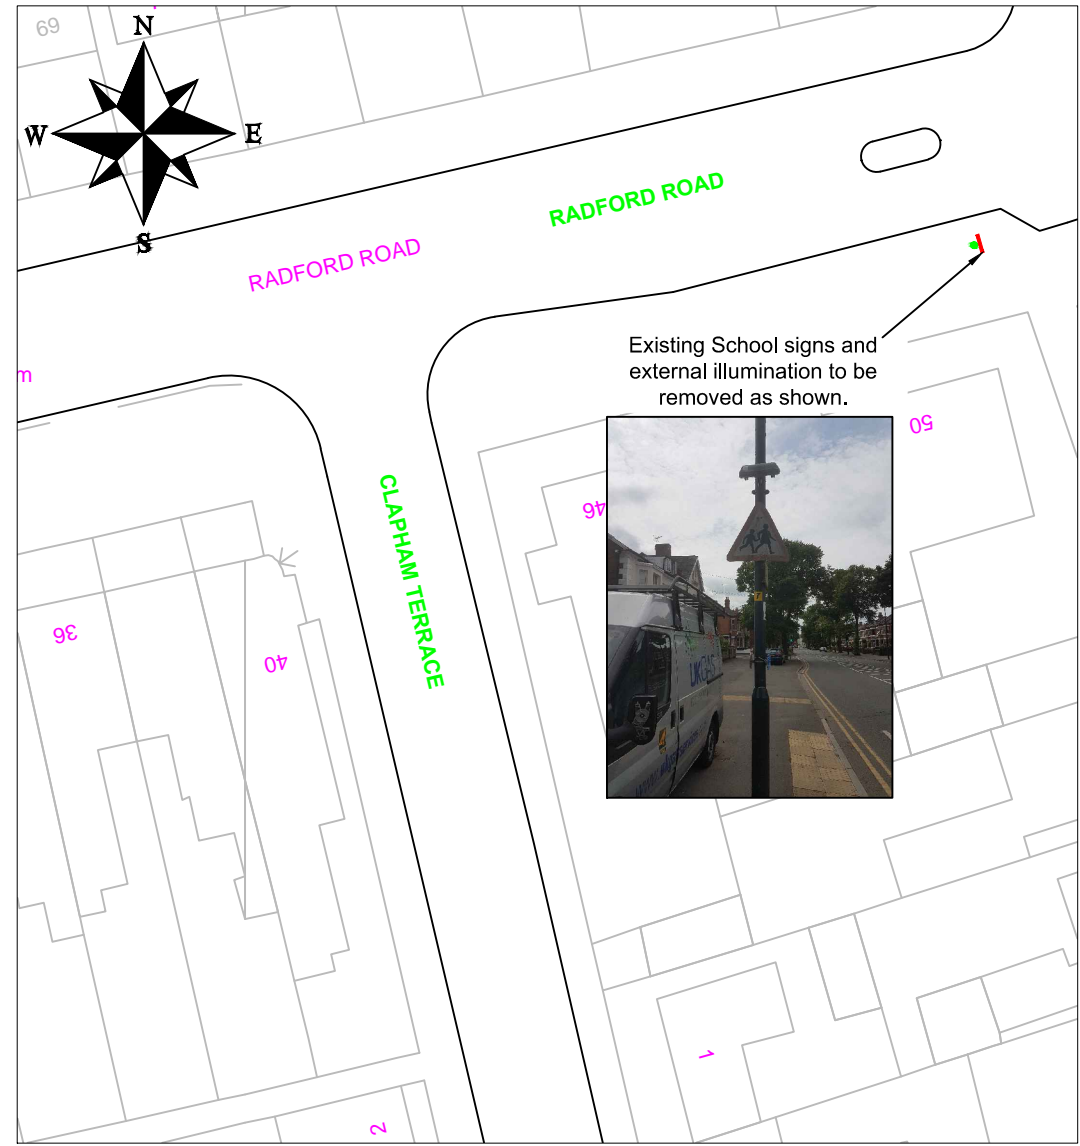 69
N
W
E
S
RADFORD ROAD
RADFORD ROAD
m
Existing School signs and
external illumination to be
removed as shown.
50
46
36
40
CLAPHAM TERRACE
7
1
2